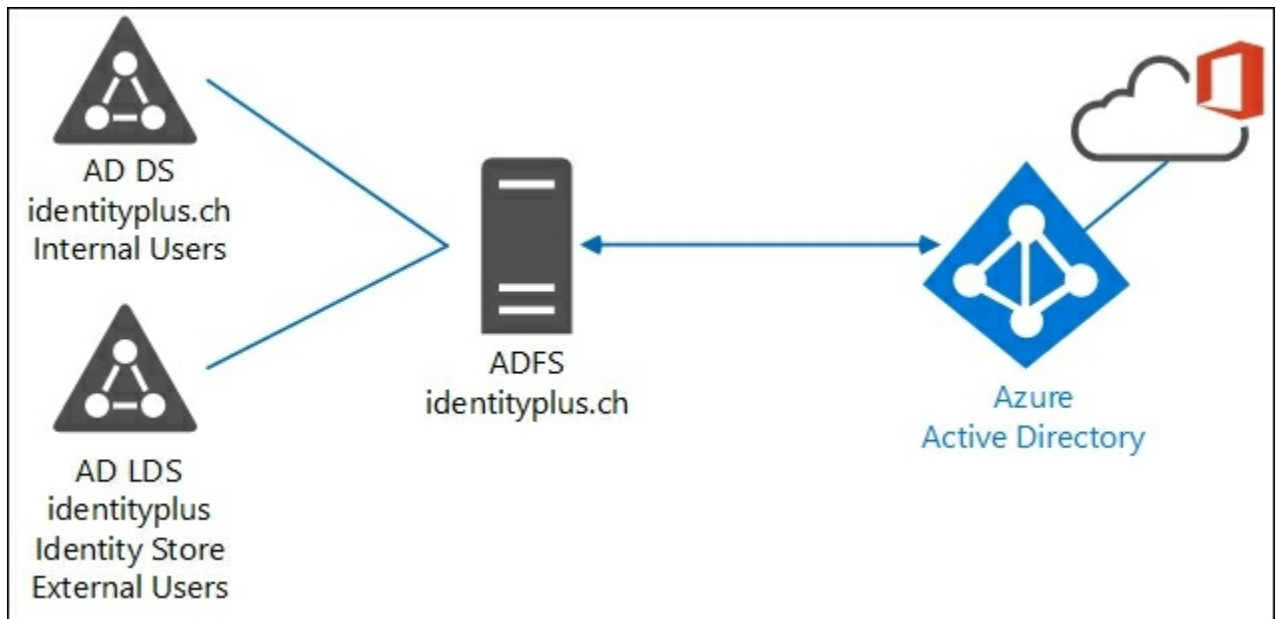 AD DS
identityplus.ch
Internal Users
AD LDS
identityplus
Identity Store
External Users
ADFS
identityplus.ch
Azure
Active Directory